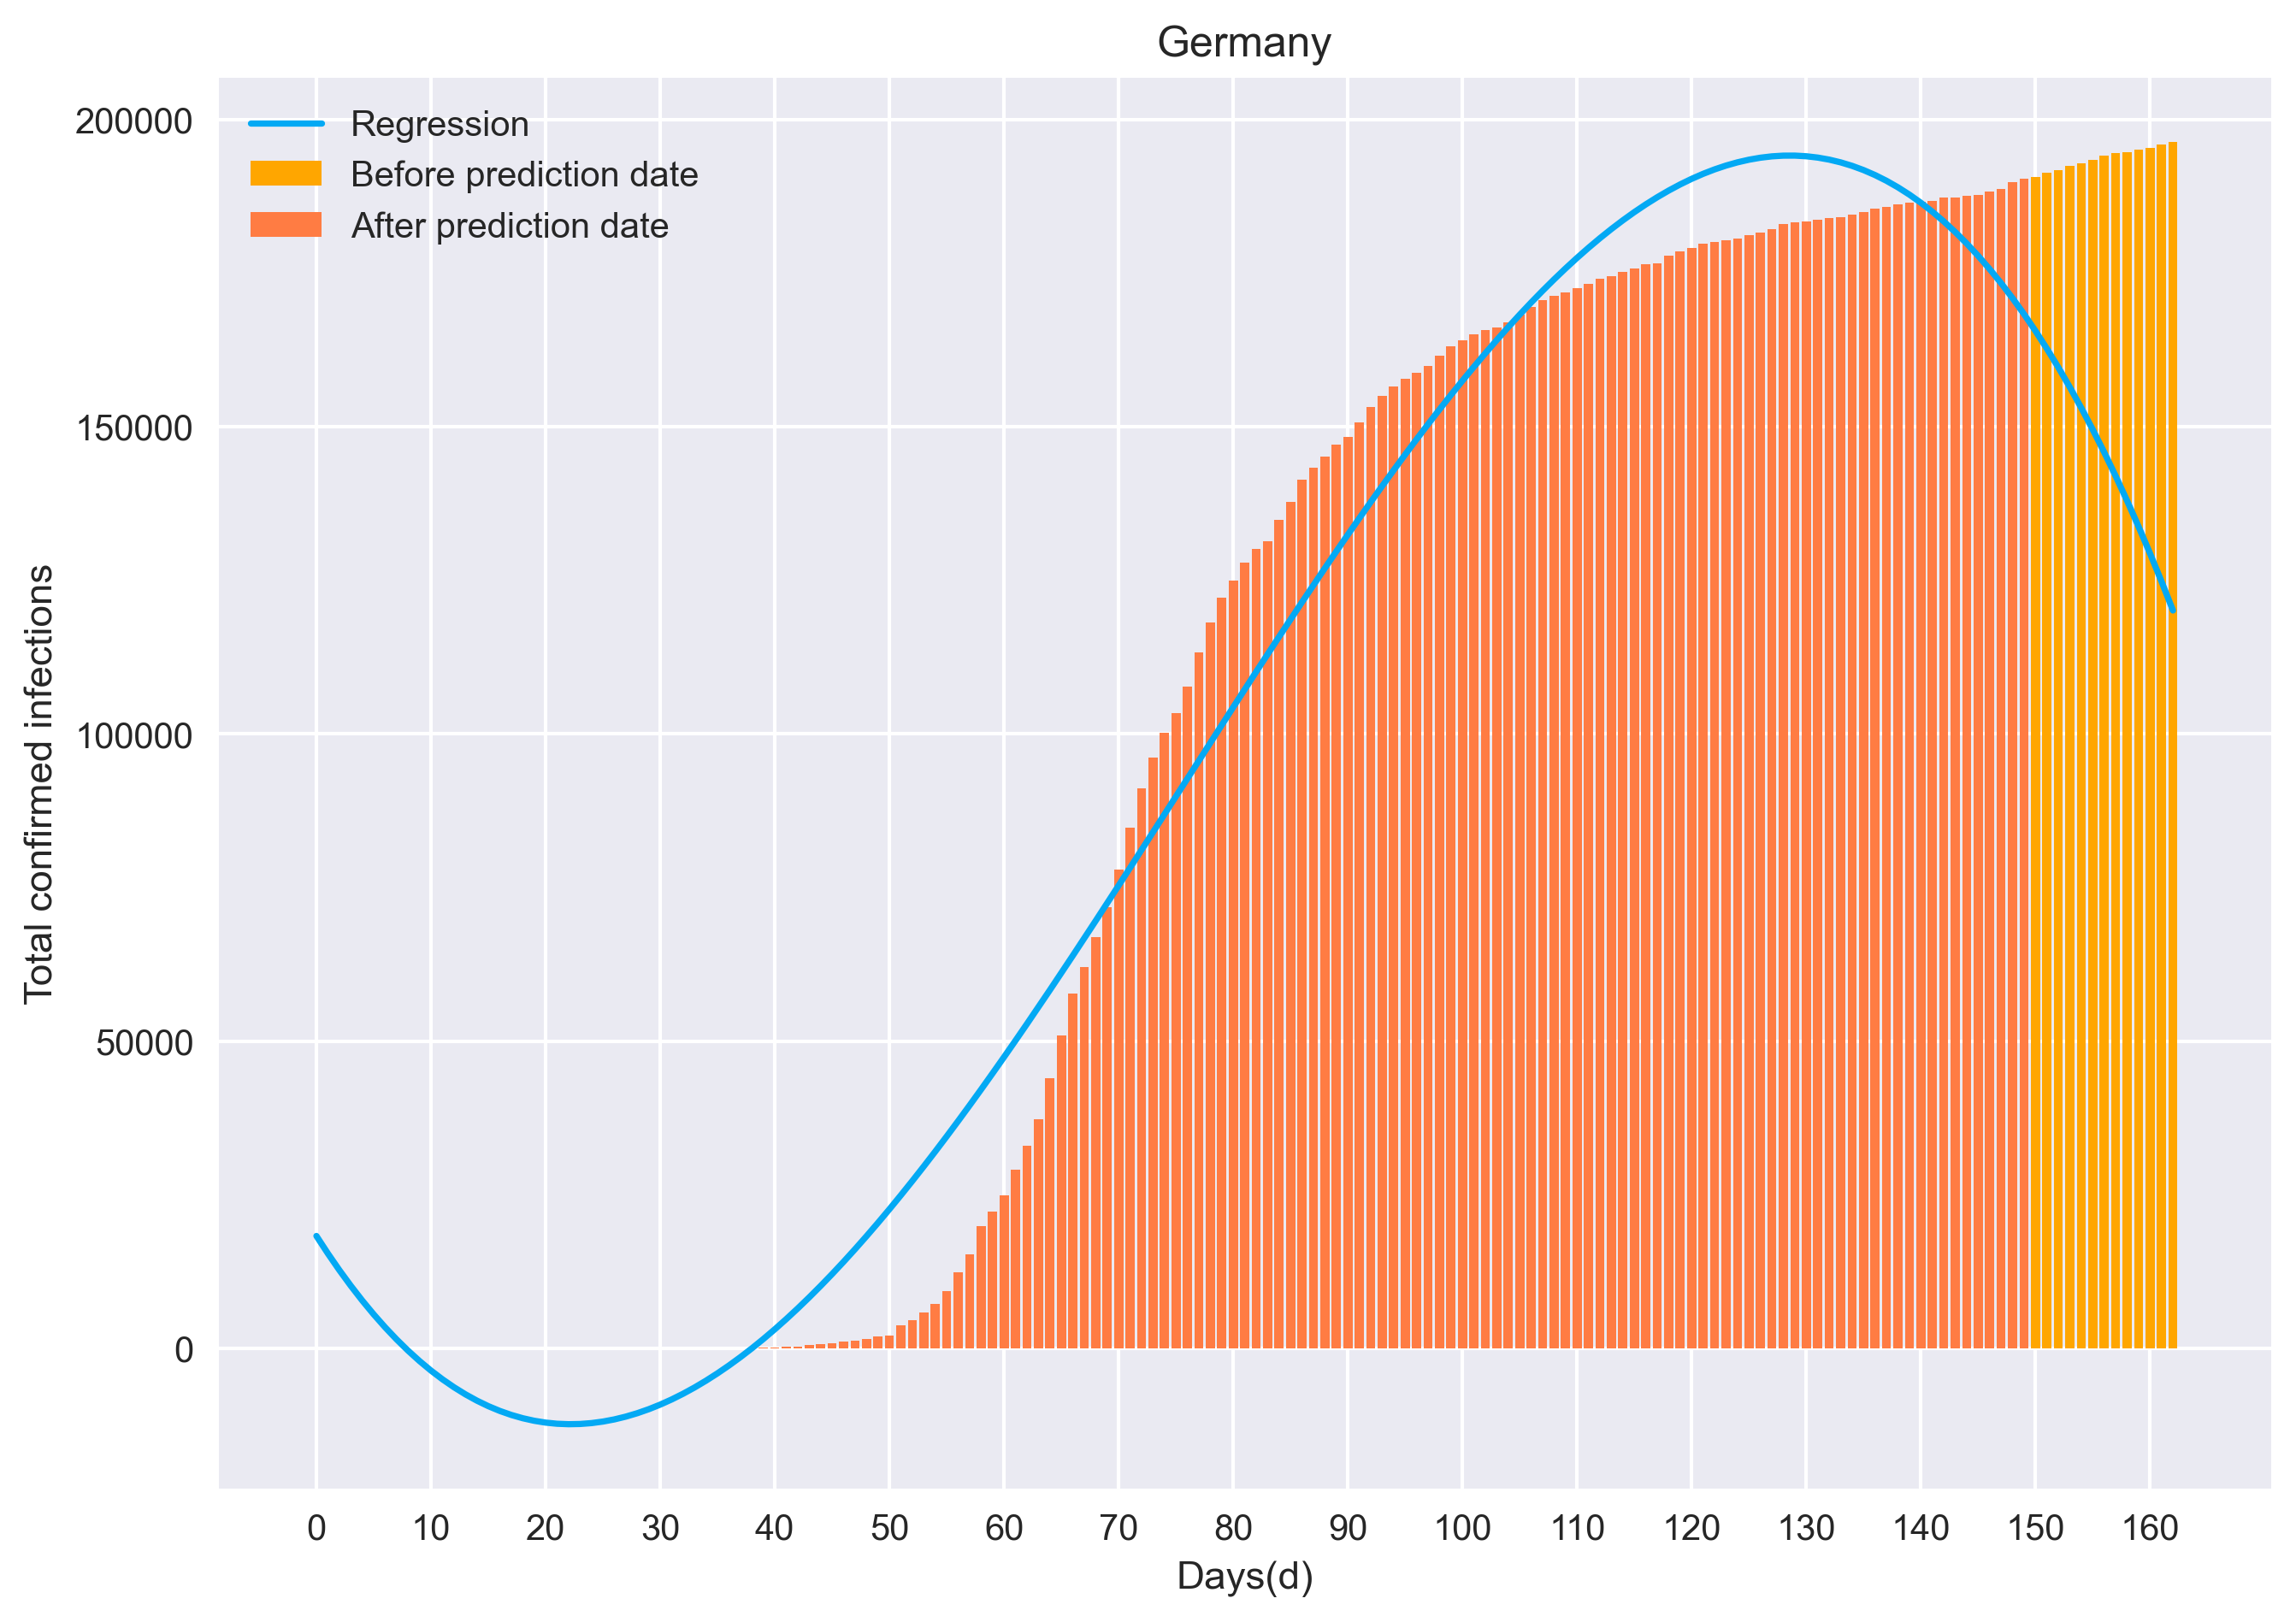 Germany
200000
Regression
Before prediction date
After prediction date
150000
100000
50000
0
Total confirmed infections
0 10 20 30 40 50 60 70 80 90 100 110 120 130 140 150 160
Days(d)